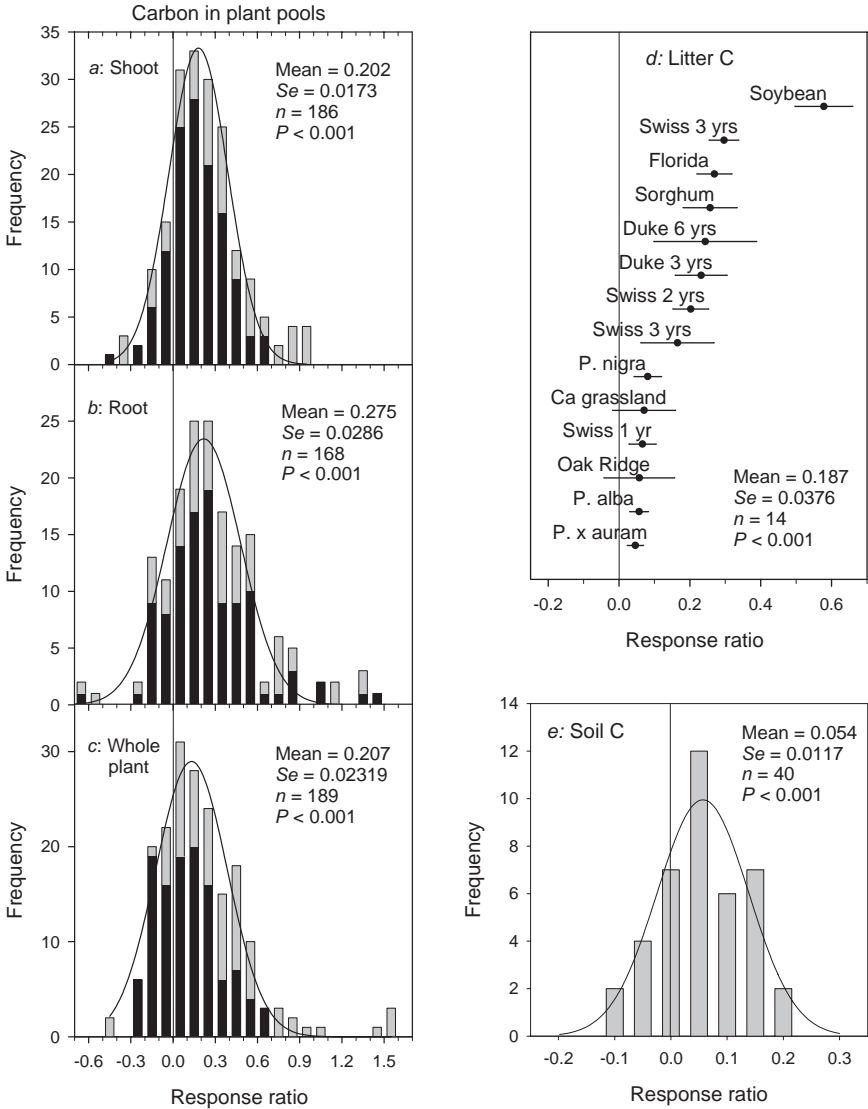 Carbon in plant pools
a: Shoot
Mean = 0.202
Se = 0.0173
n = 186
P < 0.001
35
30
25
20
15
10
5
0
Frequency
b: Root
Mean = 0.275
Se = 0.0286
n = 168
P < 0.001
25
20
15
10
5
0
Frequency
c: Whole
plant
Mean = 0.207
Se = 0.02319
n = 189
P < 0.001
30
20
10
0
Frequency
-0.6 -0.3 0.0 0.3 0.6 0.9 1.2 1.5
Response ratio
d: Litter C
Soybean
Swiss 3 yrs
Florida
Sorghum
Duke 6 yrs
Duke 3 yrs
Swiss 2 yrs
Swiss 3 yrs
P. nigra
Ca grassland
Swiss 1 yr
Oak Ridge
P. alba
P. x auram
Mean = 0.187
Se = 0.0376
n = 14
P < 0.001
-0.2 0.0 0.2 0.4 0.6
Response ratio
e: Soil C
Mean = 0.054
Se = 0.0117
n = 40
P < 0.001
14
12
10
8
6
4
2
0
Frequency
-0.2 -0.1 0.0 0.1 0.2 0.3
Response ratio